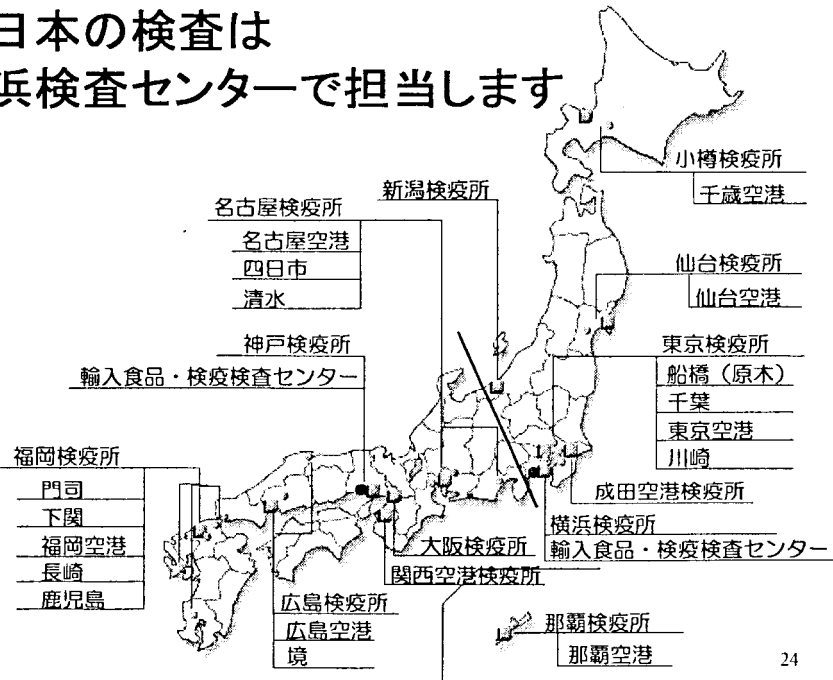 日本の検査は
浜検査センターで担当します
小樽検疫所
千歳空港
新潟検疫所
名古屋検疫所
名古屋空港
四日市
清水
仙台検疫所
仙台空港
神戸検疫所
輸入食品・検疫検査センター
東京検疫所
船橋（原木）
千葉
東京空港
川崎
福岡検疫所
門司
下関
福岡空港
長崎
鹿児島
成田空港検疫所
横浜検疫所
輸入食品・検疫検査センター
大阪検疫所
関西空港検疫所
広島検疫所
広島空港
境
那覇検疫所
那覇空港
24